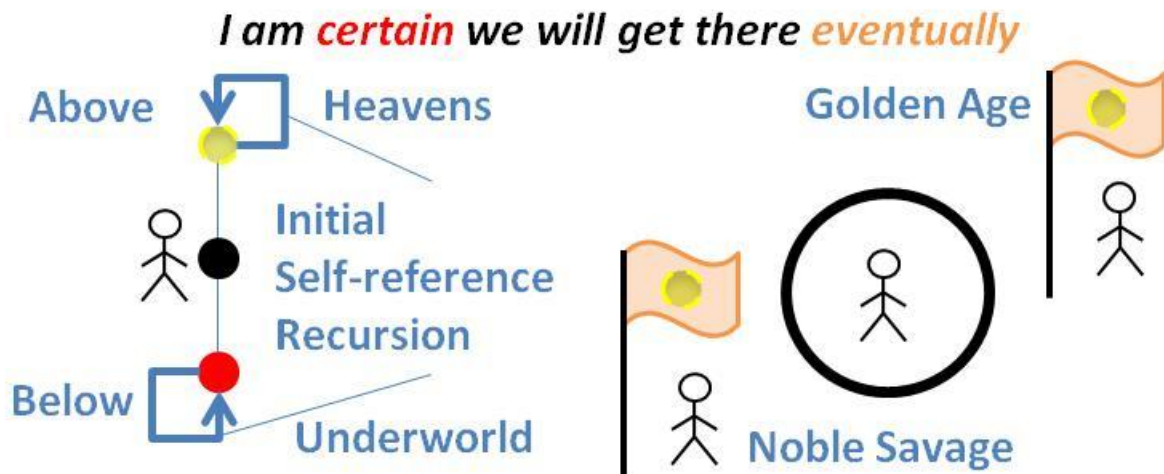 I am certain we will get there eventually
Above
Heavens
Golden Age
Initial
Self-reference
Recursion
Below
Underworld
Noble Savage